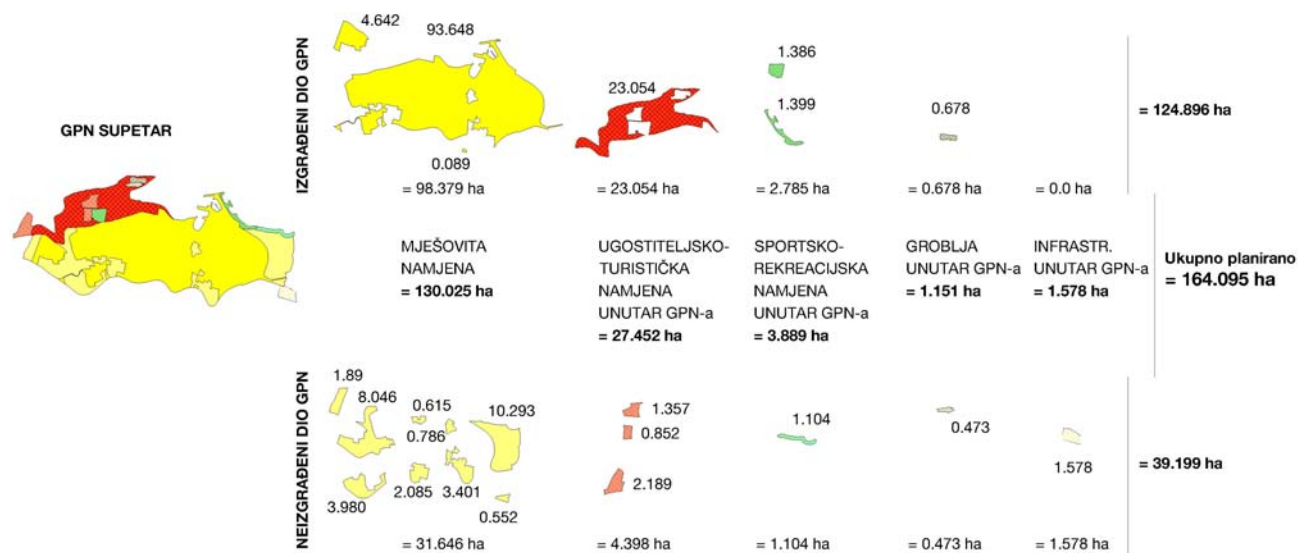 GPN SUPETAR
IZGRAĐENI DIO GPN
4.642
93.648
0.089
= 98.379 ha
23.054
= 23.054 ha
1.386
1.399
= 2.785 ha
0.678
= 0.678 ha
= 0.0 ha
= 124.896 ha
MJEŠOVITA
NAMJENA
= 130.025 ha
UGOSTITELJSKO-
TURISTIČKA
NAMJENA
UNUTAR GPN-a
= 27.452 ha
SPORTSKO-
REKREACIJSKA
NAMJENA
UNUTAR GPN-a
= 3.889 ha
GROBLJA
UNUTAR GPN-a
= 1.151 ha
INFRASTR.
UNUTAR GPN-a
= 1.578 ha
Ukupno planirano
= 164.095 ha
NEIZGRAĐENI DIO GPN
1.89
8.046
0.615
0.786
10.293
3.980
2.085
3.401
0.552
= 31.646 ha
1.357
0.852
2.189
= 4.398 ha
1.104
= 1.104 ha
0.473
= 0.473 ha
1.578
= 1.578 ha
= 39.199 ha